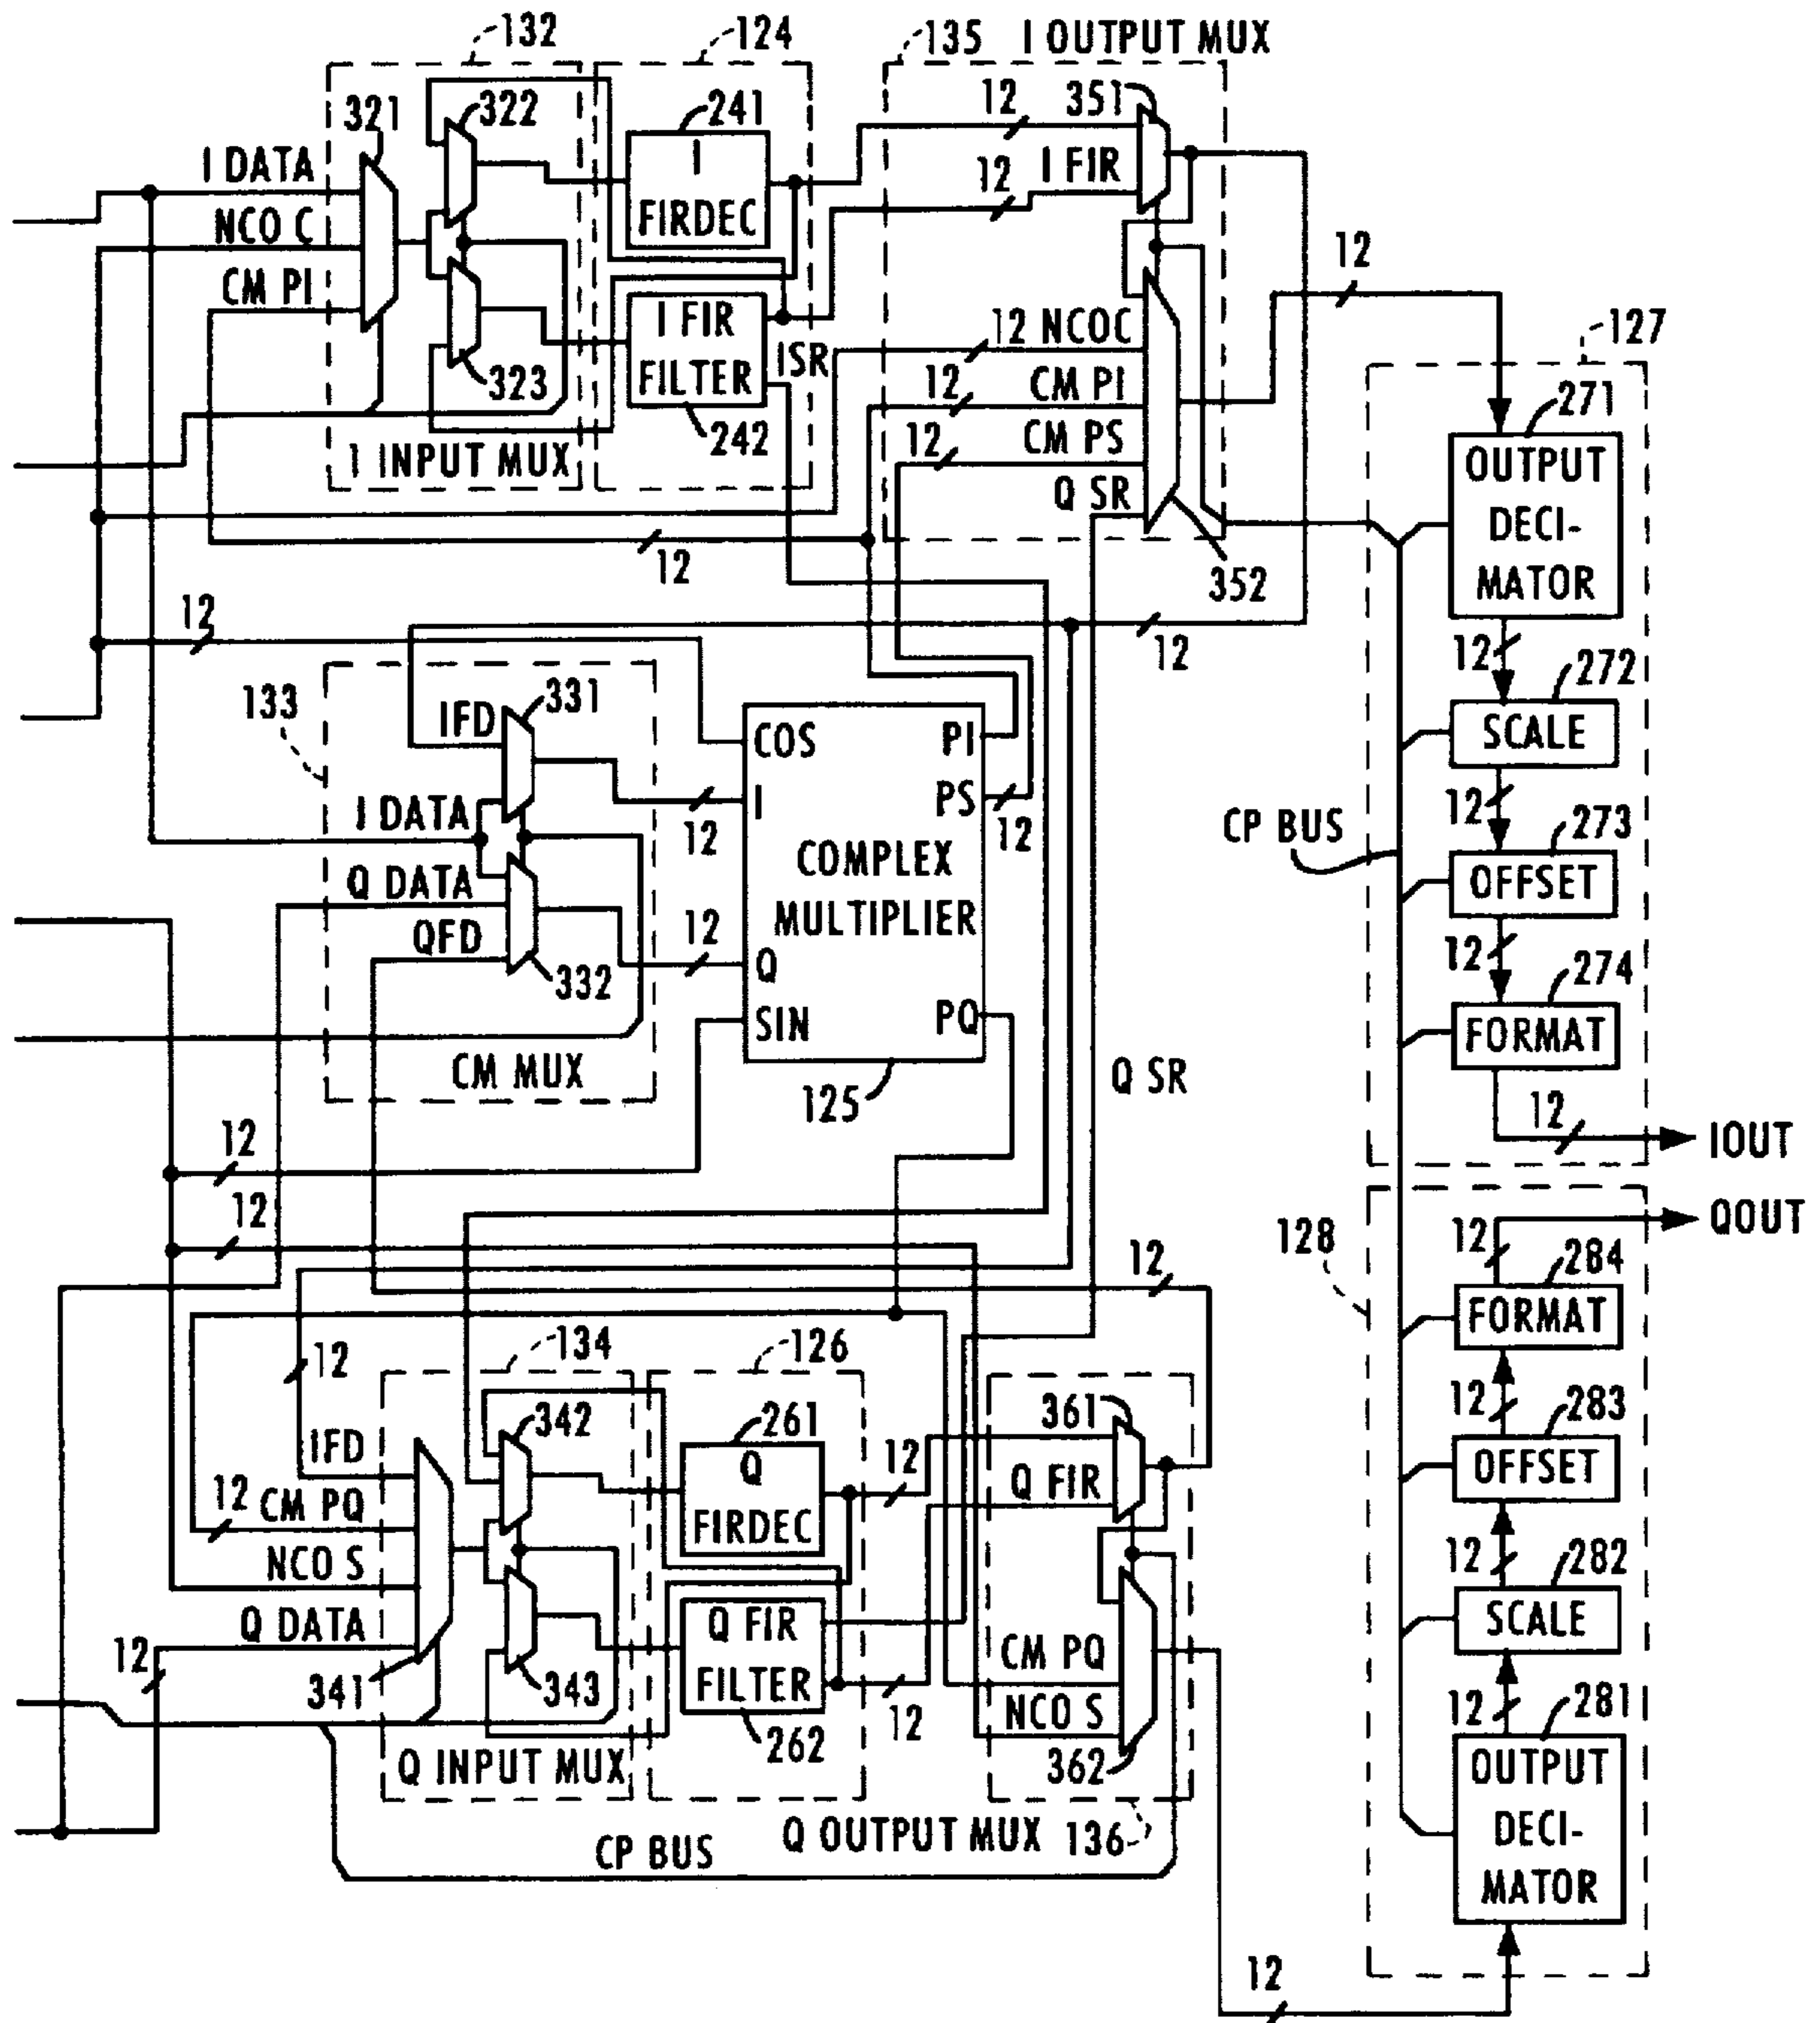 132
124
135
I OUTPUT MUX
321
322
241
12
351
I DATA
I
FIRDEC
12
I FIR
NCO C
12
CM PI
I FIR
FILTER
ISR
12
NCOC
127
323
12
CM PI
271
1 INPUT MUX
242
12
CM PS
OUTPUT
DECI-
MATOR
Q SR
12
352
12
12
12
272
133
IFD
331
COS
PI
SCALE
I DATA
12
I
PS
12
12
273
CP BUS
COMPLEX
MULTIPLIER
OFFSET
Q DATA
QFD
12
12
274
332
Q
SIN
PQ
FORMAT
CM MUX
125
Q SR
12
IOUT
12
12
QOUT
12
128
12
284
FORMAT
12
134
126
12
283
342
261
361
IFD
Q
FIRDEC
12
Q FIR
OFFSET
12
CM PQ
NCO S
12
282
Q DATA
Q FIR
FILTER
SCALE
12
341
343
CM PQ
12
281
262
12
NCO S
Q INPUT MUX
362
OUTPUT
DECI-
MATOR
Q OUTPUT MUX
136
CP BUS
12